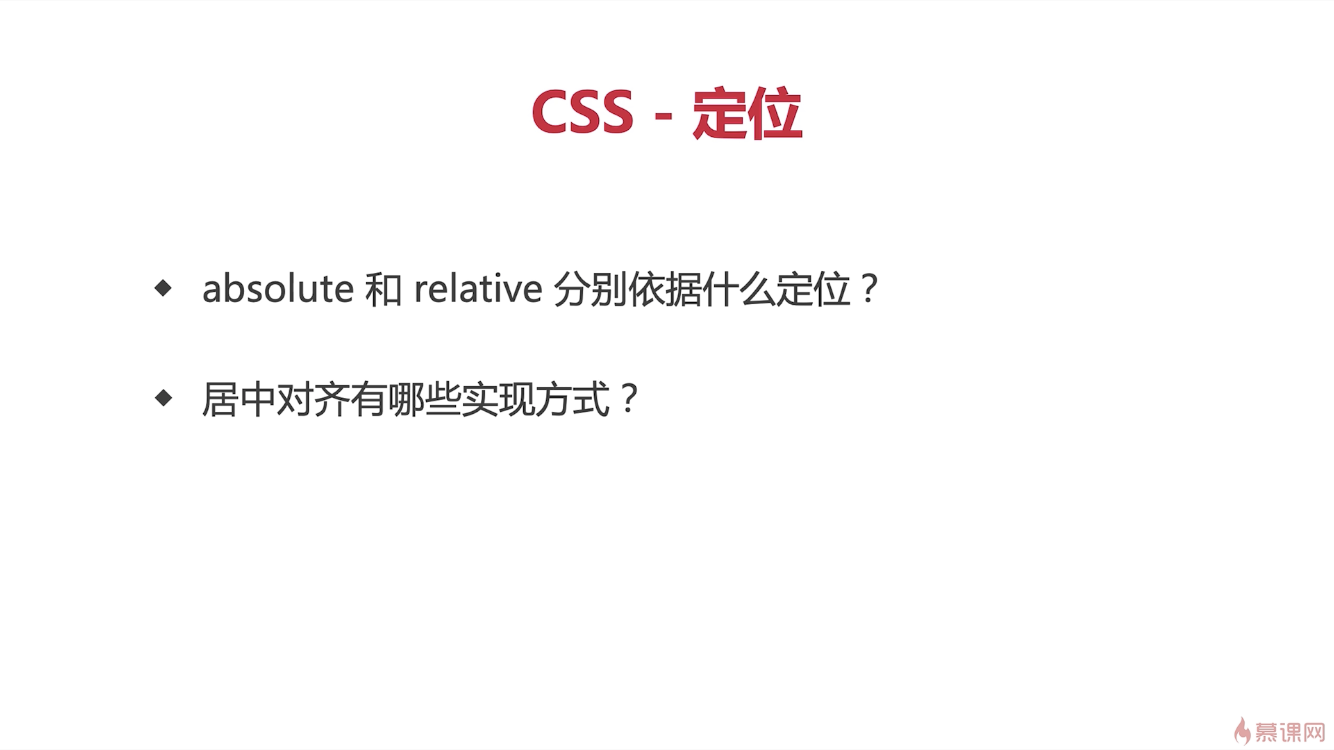 CSS - 定位
◆ absolute 和 relative 分别依据什么定位？
◆ 居中对齐有哪些实现方式？
慕课网